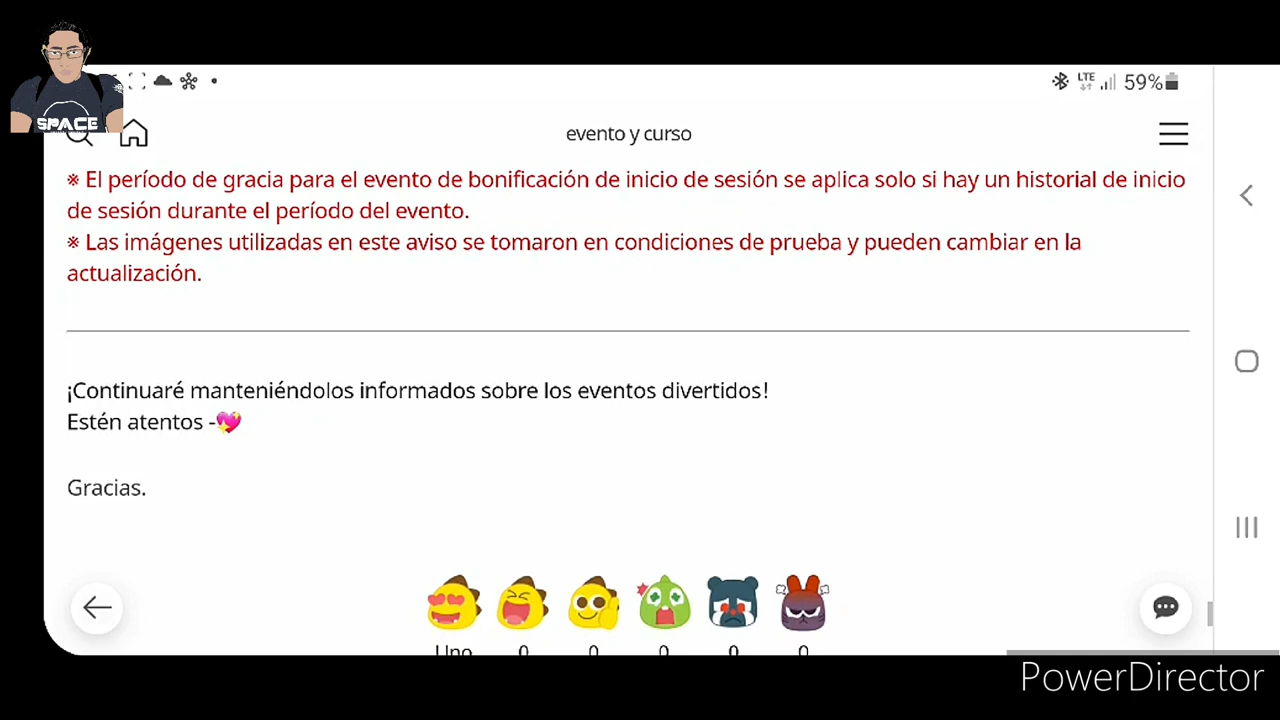 LTE 59%
SPACE
evento y curso
※ El período de gracia para el evento de bonificación de inicio de sesión se aplica solo si hay un historial de inicio
de sesión durante el período del evento.
※ Las imágenes utilizadas en este aviso se tomaron en condiciones de prueba y pueden cambiar en la
actualización.
¡Continuaré manteniéndolos informados sobre los eventos divertidos!
Estén atentos -💖
Gracias.
Uno 0 0 0 0 0
PowerDirector